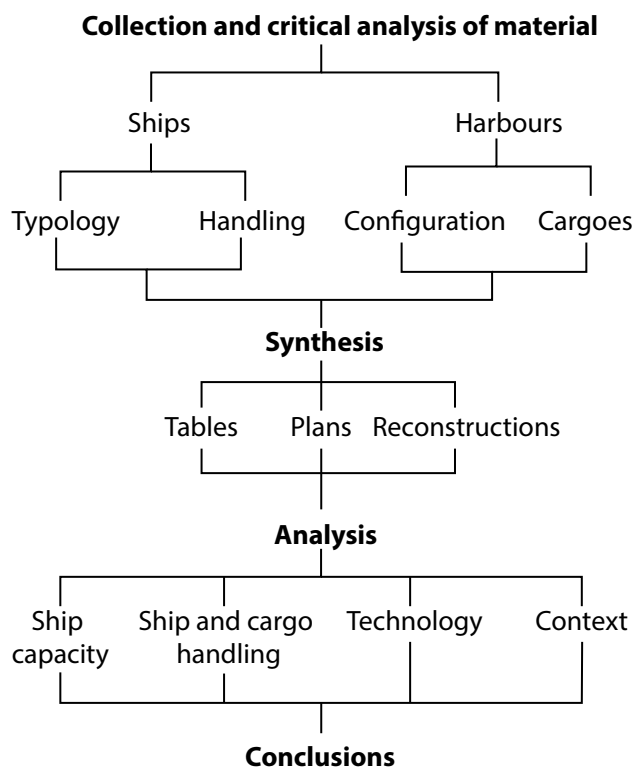 Collection and critical analysis of material
Ships
Harbours
Typology
Handling
Configuration
Cargoes
Synthesis
Tables
Plans
Reconstructions
Analysis
Ship
capacity
Ship and cargo
handling
Technology
Context
Conclusions